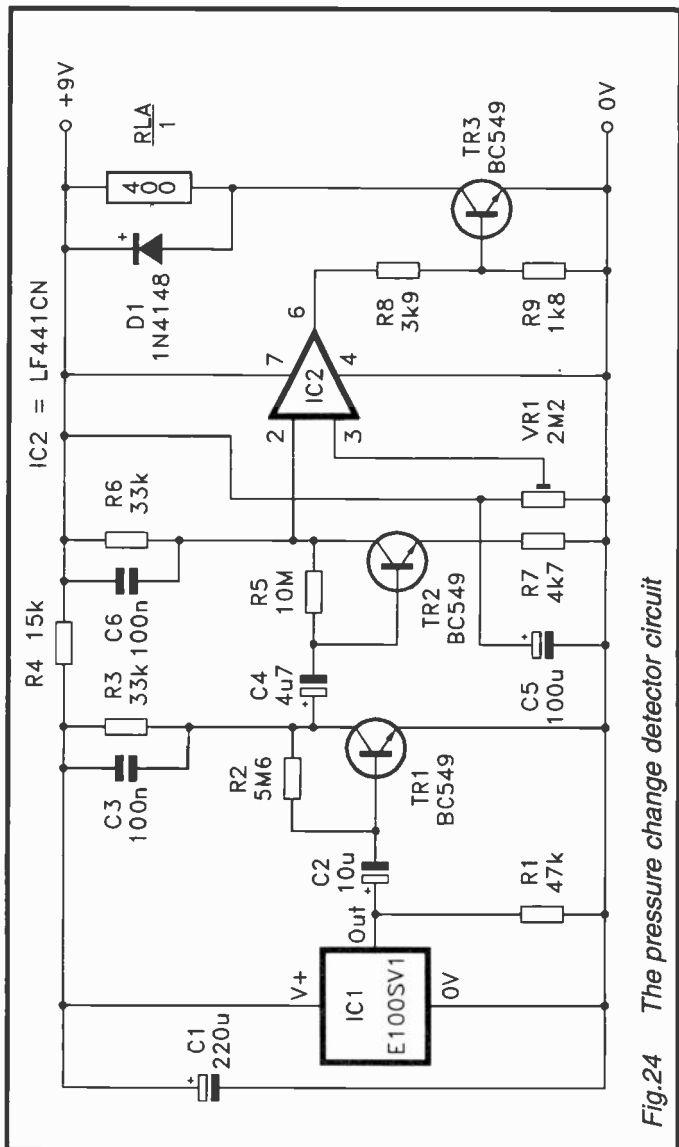 IC2 = LF441CN
+9V
R4 15k
C1
220u
+
C3
100n
R3
33k
C6
100n
R6
33k
+
D1
1N4148
400
RLA
1
V+
IC1
E100SV1
Out
0V
+
C2
10u
R2
5M6
TR1
BC549
R1
47k
+
C4
4u7
R5
10M
TR2
BC549
R7
4k7
+
C5
100u
2
3
IC2
7
4
6
VR1
2M2
R8
3k9
R9
1k8
TR3
BC549
0V
Fig.24 The pressure change detector circuit